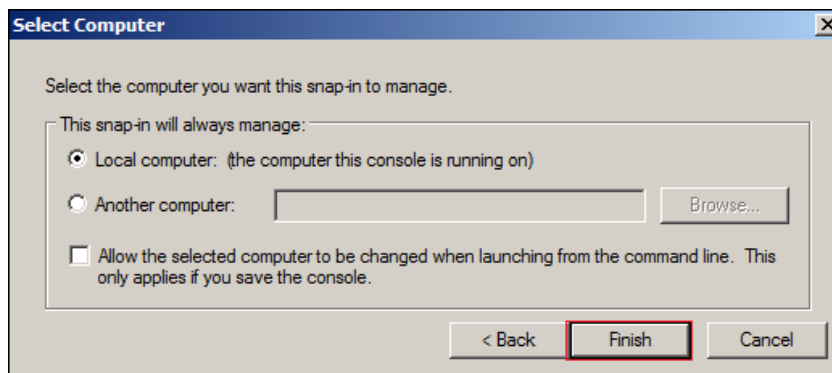 Select Computer
Select the computer you want this snap-in to manage.
This snap-in will always manage:
Local computer: (the computer this console is running on)
Another computer:
Browse...
Allow the selected computer to be changed when launching from the command line. This
only applies if you save the console.
< Back
Finish
Cancel